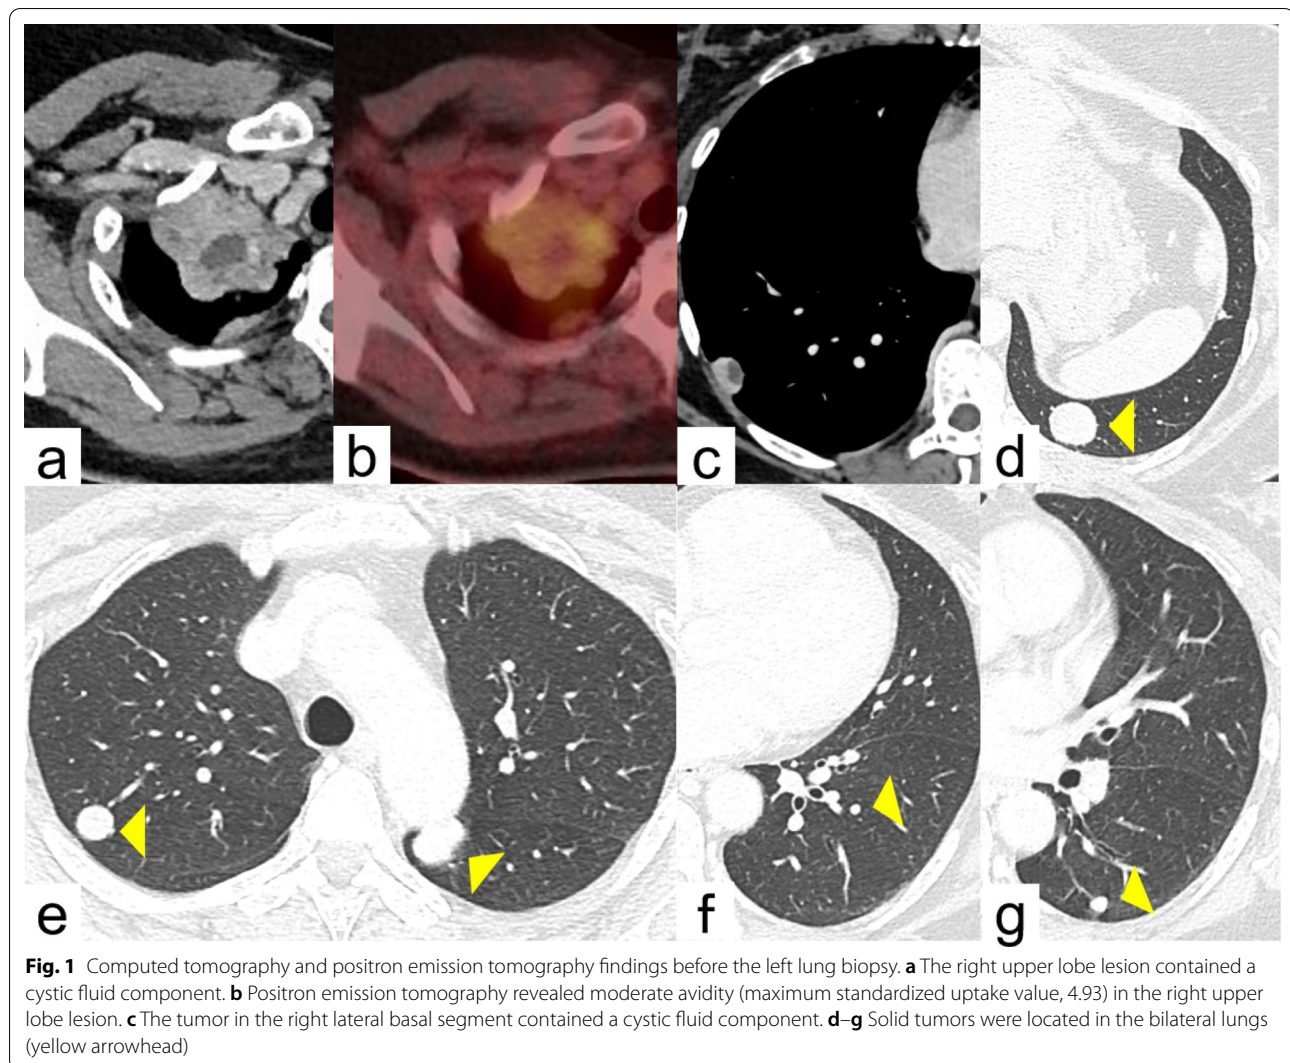 a
b
c
d
e
f
g
Fig. 1 Computed tomography and positron emission tomography findings before the left lung biopsy. a The right upper lobe lesion contained a
cystic fluid component. b Positron emission tomography revealed moderate avidity (maximum standardized uptake value, 4.93) in the right upper
lobe lesion. c The tumor in the right lateral basal segment contained a cystic fluid component. d–g Solid tumors were located in the bilateral lungs
(yellow arrowhead)